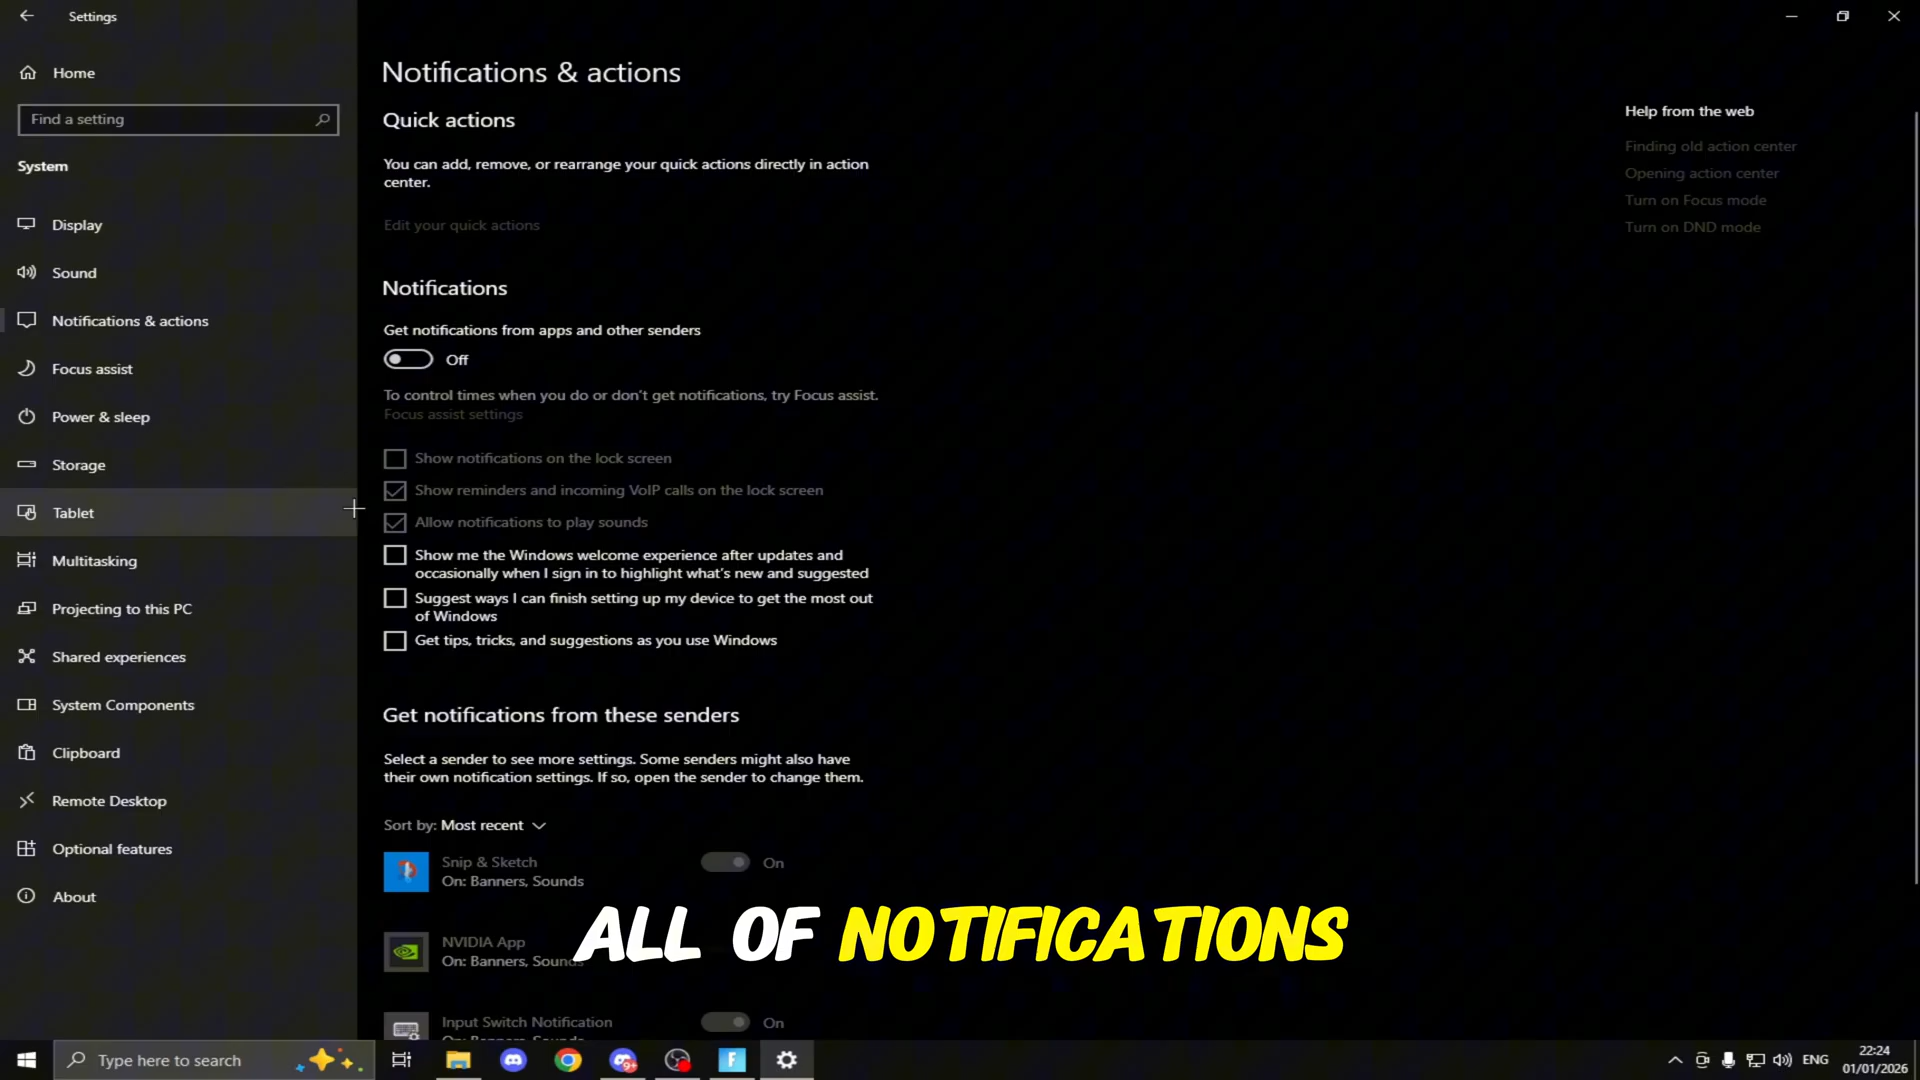 Settings
Home
Find a setting
System
Display
Sound
Notifications & actions
Focus assist
Power & sleep
Storage
Tablet
Multitasking
Projecting to this PC
Shared experiences
System Components
Clipboard
Remote Desktop
Optional features
About
Notifications & actions
Quick actions
You can add, remove, or rearrange your quick actions directly in action
center.
Edit your quick actions
Notifications
Get notifications from apps and other senders
Off
To control times when you do or don't get notifications, try Focus assist.
Focus assist settings
Show notifications on the lock screen
Show reminders and incoming VoIP calls on the lock screen
Allow notifications to play sounds
Show me the Windows welcome experience after updates and
occasionally when I sign in to highlight what's new and suggested
Suggest ways I can finish setting up my device to get the most out
of Windows
Get tips, tricks, and suggestions as you use Windows
Get notifications from these senders
Select a sender to see more settings. Some senders might also have
their own notification settings. If so, open the sender to change them.
Sort by: Most recent
Snip & Sketch On
On: Banners, Sounds
NVIDIA App
On: Banners, Sounds
Input Switch Notification On
Help from the web
Finding old action center
Opening action center
Turn on Focus mode
Turn on DND mode
ALL OF NOTIFICATIONS
Type here to search
9+
F
ENG
22:24
01/01/2026